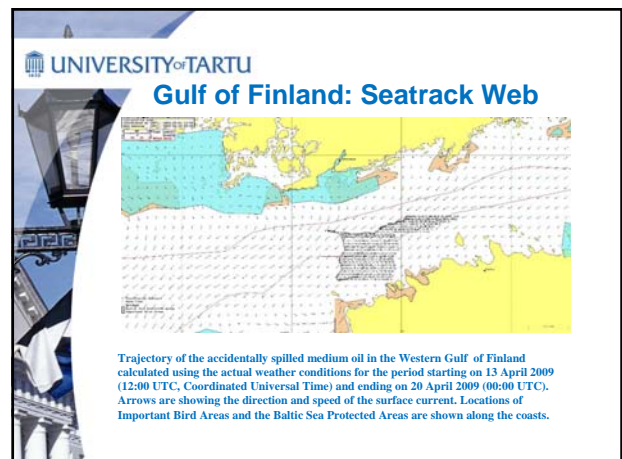 UNIVERSITY OF TARTU
1632
Gulf of Finland: Seatrack Web
Trajectory of the accidentally spilled medium oil in the Western Gulf of Finland
calculated using the actual weather conditions for the period starting on 13 April 2009
(12:00 UTC, Coordinated Universal Time) and ending on 20 April 2009 (00:00 UTC).
Arrows are showing the direction and speed of the surface current. Locations of
Important Bird Areas and the Baltic Sea Protected Areas are shown along the coasts.